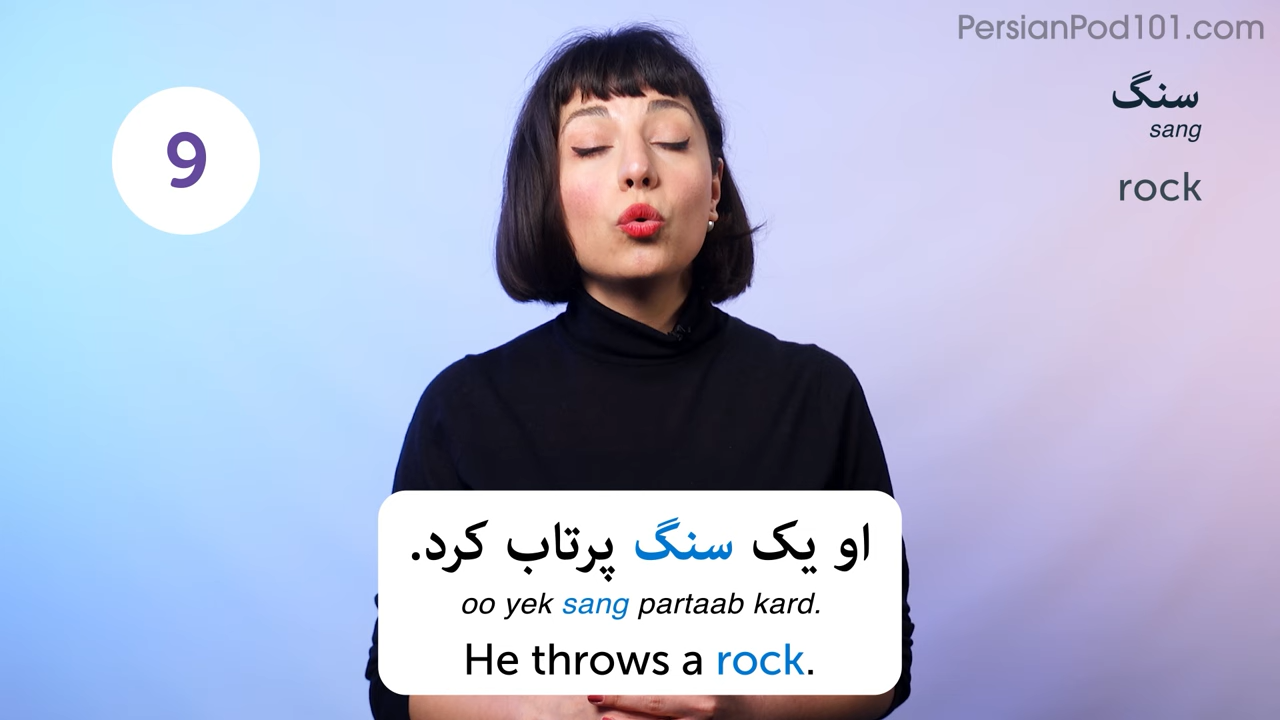 PersianPod101.com
9
سنگ
sang
rock
او یک سنگ پرتاب کرد.
oo yek sang partaab kard.
He throws a rock.